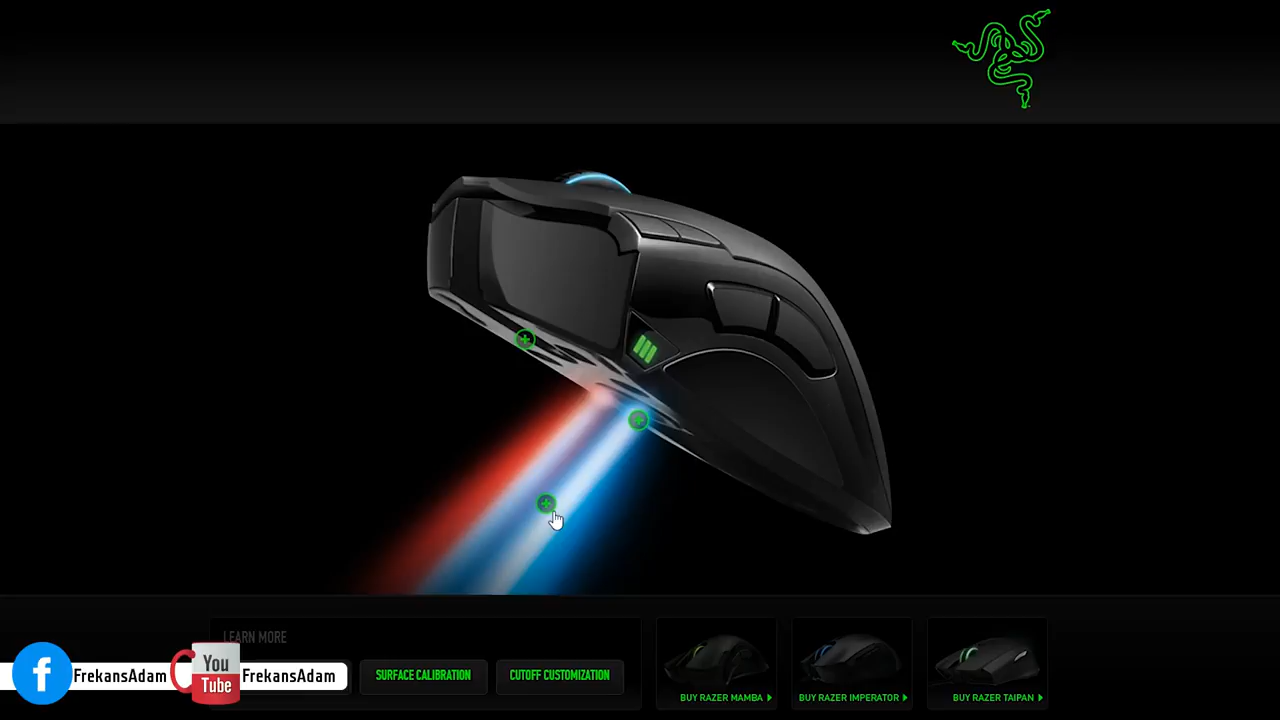 LEARN MORE
FrekansAdam
You
Tube
FrekansAdam
SURFACE CALIBRATION
CUTOFF CUSTOMIZATION
BUY RAZER MAMBA
BUY RAZER IMPERATOR
BUY RAZER TAIPAN